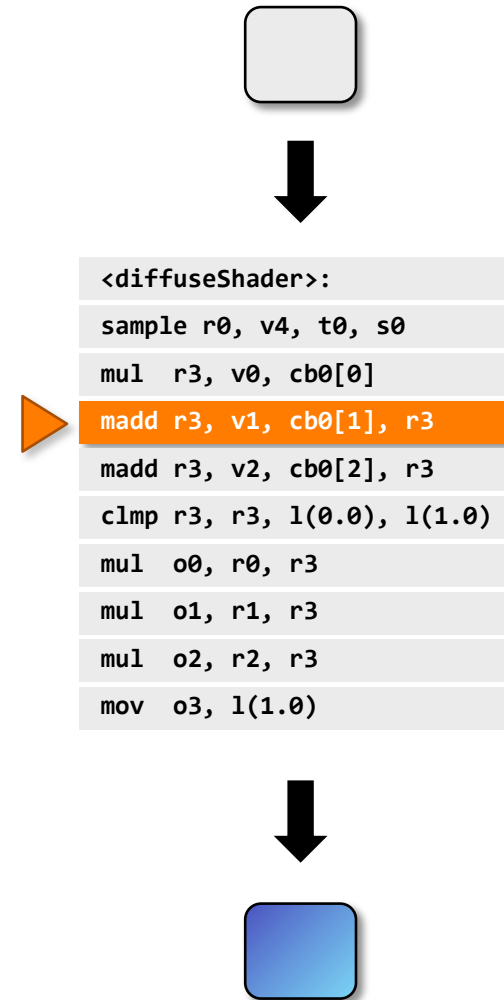 <diffuseShader>:
sample r0, v4, t0, s0
mul  r3, v0, cb0[0]
madd r3, v1, cb0[1], r3
madd r3, v2, cb0[2], r3
clmp r3, r3, l(0.0), l(1.0)
mul  o0, r0, r3
mul  o1, r1, r3
mul  o2, r2, r3
mov  o3, l(1.0)